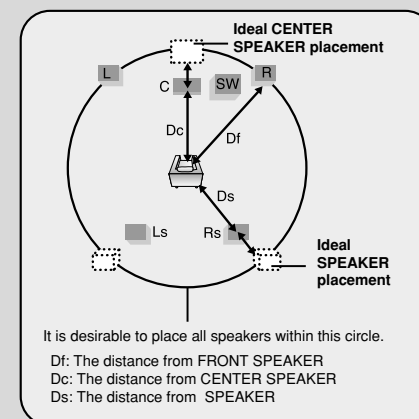 Ideal CENTER
SPEAKER placement
L
C
SW
R
Dc
Df
Ds
Ls
Rs
Ideal
SPEAKER
placement
It is desirable to place all speakers within this circle.
Df: The distance from FRONT SPEAKER
Dc: The distance from CENTER SPEAKER
Ds: The distance from  SPEAKER